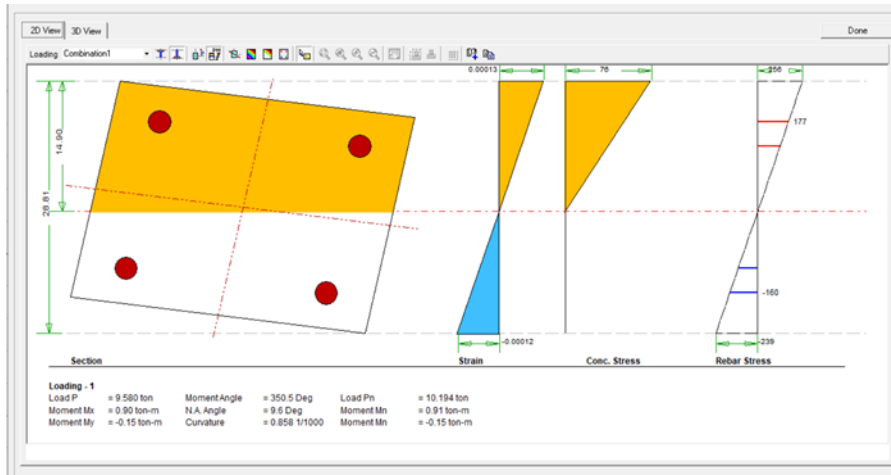 2D View 3D View Done
Loading Combination1
0.00013 76 256
177
14.90
28.81
-160
-0.00012 -239
Section Strain Conc. Stress Rebar Stress
Loading - 1
Load P = 9.580 ton Moment Angle = 350.5 Deg Load Pn = 10.194 ton
Moment Mx = 0.90 ton-m N.A. Angle = 9.6 Deg Moment Mn = 0.91 ton-m
Moment My = -0.15 ton-m Curvature = 0.858 1/1000 Moment Mn = -0.15 ton-m